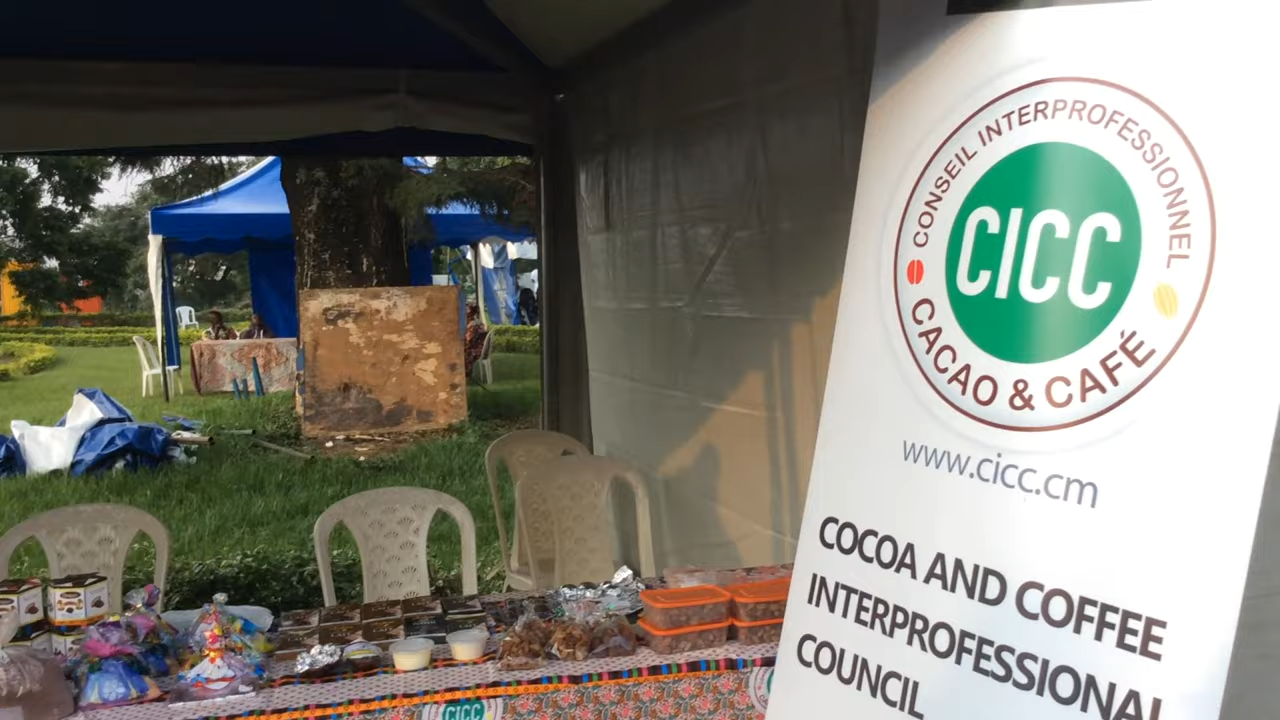 CONSEIL INTERPROFESSIONNEL
CICC
CACAO & CAFÉ
www.cicc.cm
COCOA AND COFFEE
INTERPROFESSIONAL
COUNCIL
CICC